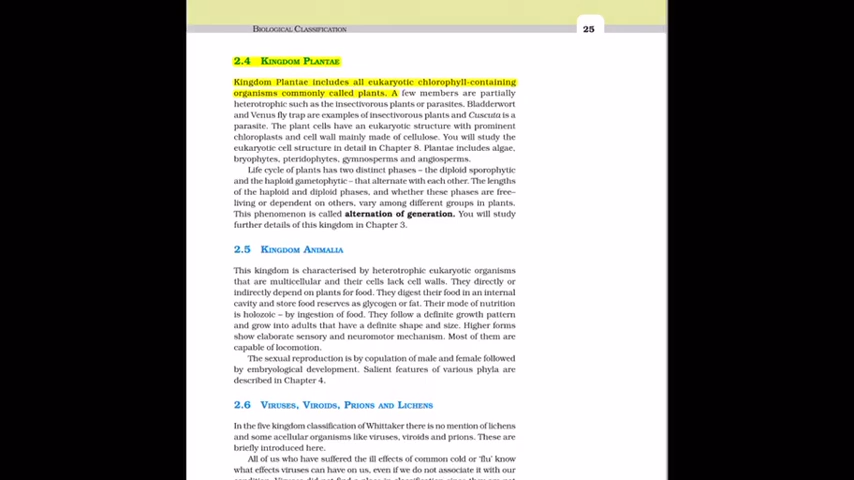 BIOLOGICAL CLASSIFICATION
25
2.4 KINGDOM PLANTAE
Kingdom Plantae includes all eukaryotic chlorophyll-containing
organisms commonly called plants. A few members are partially
heterotrophic such as the insectivorous plants or parasites. Bladderwort
and Venus fly trap are examples of insectivorous plants and Cuscuta is a
parasite. The plant cells have an eukaryotic structure with prominent
chloroplasts and cell wall mainly made of cellulose. You will study the
eukaryotic cell structure in detail in Chapter 8. Plantae includes algae,
bryophytes, pteridophytes, gymnosperms and angiosperms.
Life cycle of plants has two distinct phases – the diploid sporophytic
and the haploid gametophytic – that alternate with each other. The lengths
of the haploid and diploid phases, and whether these phases are free–
living or dependent on others, vary among different groups in plants.
This phenomenon is called alternation of generation. You will study
further details of this kingdom in Chapter 3.
2.5 KINGDOM ANIMALIA
This kingdom is characterised by heterotrophic eukaryotic organisms
that are multicellular and their cells lack cell walls. They directly or
indirectly depend on plants for food. They digest their food in an internal
cavity and store food reserves as glycogen or fat. Their mode of nutrition
is holozoic – by ingestion of food. They follow a definite growth pattern
and grow into adults that have a definite shape and size. Higher forms
show elaborate sensory and neuromotor mechanism. Most of them are
capable of locomotion.
The sexual reproduction is by copulation of male and female followed
by embryological development. Salient features of various phyla are
described in Chapter 4.
2.6 VIRUSES, VIROIDS, PRIONS AND LICHENS
In the five kingdom classification of Whittaker there is no mention of lichens
and some acellular organisms like viruses, viroids and prions. These are
briefly introduced here.
All of us who have suffered the ill effects of common cold or 'flu' know
what effects viruses can have on us, even if we do not associate it with our